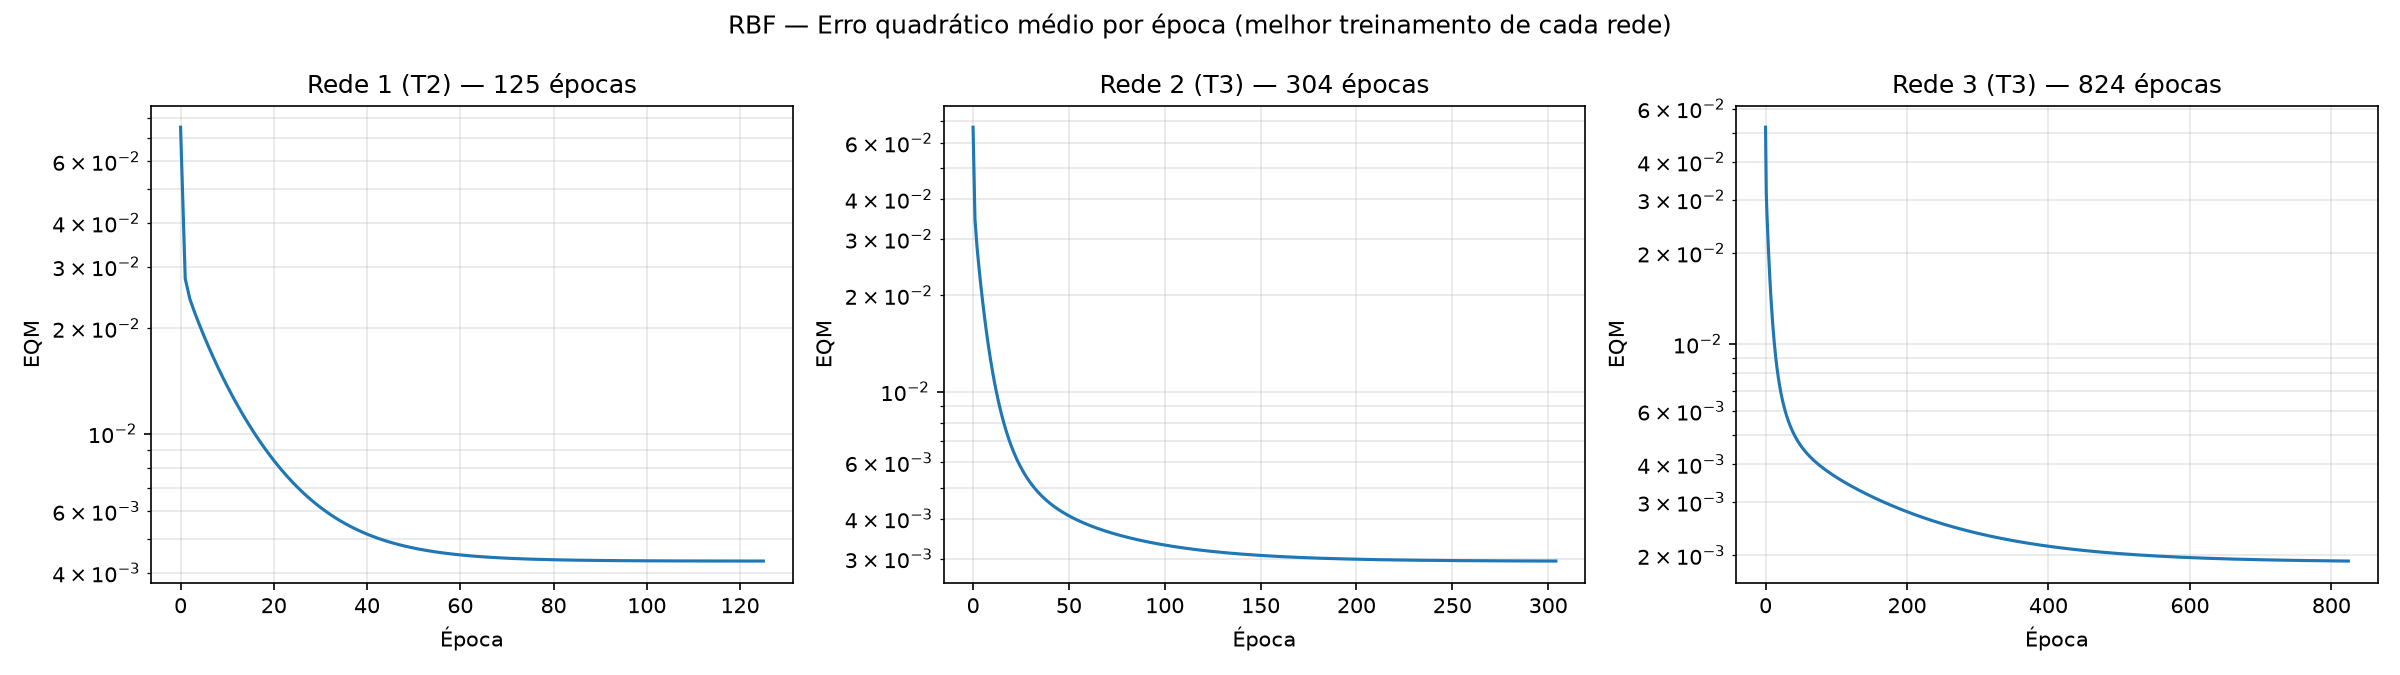 RBF — Erro quadrático médio por época (melhor treinamento de cada rede)
Rede 1 (T2) — 125 épocas
6 × 10⁻²
4 × 10⁻²
3 × 10⁻²
2 × 10⁻²
10⁻²
6 × 10⁻³
4 × 10⁻³
EQM
0 20 40 60 80 100 120
Época
Rede 2 (T3) — 304 épocas
6 × 10⁻²
4 × 10⁻²
3 × 10⁻²
2 × 10⁻²
10⁻²
6 × 10⁻³
4 × 10⁻³
3 × 10⁻³
EQM
0 50 100 150 200 250 300
Época
Rede 3 (T3) — 824 épocas
6 × 10⁻²
4 × 10⁻²
3 × 10⁻²
2 × 10⁻²
10⁻²
6 × 10⁻³
4 × 10⁻³
3 × 10⁻³
2 × 10⁻³
EQM
0 200 400 600 800
Época